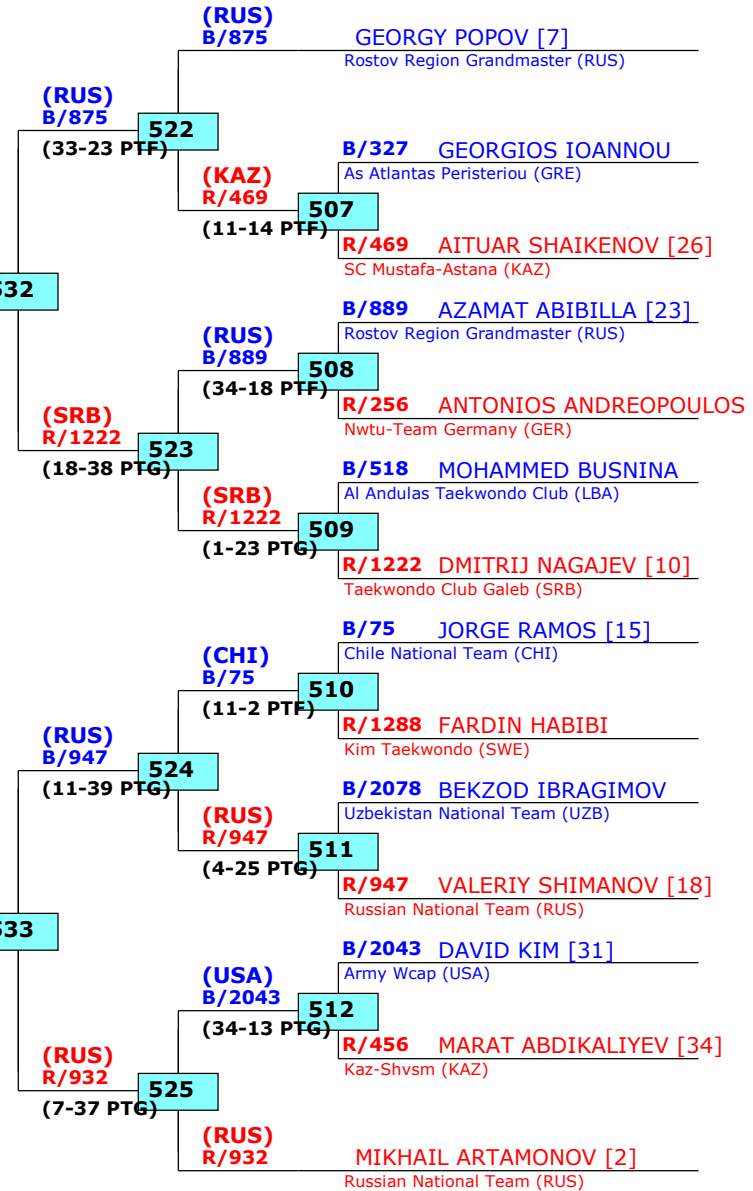 (RUS)
B/875
GEORGY POPOV [7]
Rostov Region Grandmaster (RUS)
(RUS)
B/875
522
(33-23 PTF)
B/327 GEORGIOS IOANNOU
As Atlantas Peristeriou (GRE)
(KAZ)
R/469
507
(11-14 PTF)
R/469 AITUAR SHAIKENOV [26]
SC Mustafa-Astana (KAZ)
532
B/889 AZAMAT ABIBILLA [23]
Rostov Region Grandmaster (RUS)
(RUS)
B/889
508
(34-18 PTF)
R/256 ANTONIOS ANDREOPOULOS
Nwtu-Team Germany (GER)
(SRB)
R/1222
523
(18-38 PTG)
B/518 MOHAMMED BUSNINA
Al Andulas Taekwondo Club (LBA)
(SRB)
R/1222
509
(1-23 PTG)
R/1222 DMITRIJ NAGAJEV [10]
Taekwondo Club Galeb (SRB)
B/75 JORGE RAMOS [15]
Chile National Team (CHI)
(CHI)
B/75
510
(11-2 PTF)
R/1288 FARDIN HABIBI
Kim Taekwondo (SWE)
(RUS)
B/947
524
(11-39 PTG)
B/2078 BEKZOD IBRAGIMOV
Uzbekistan National Team (UZB)
(RUS)
R/947
511
(4-25 PTG)
R/947 VALERIY SHIMANOV [18]
Russian National Team (RUS)
533
B/2043 DAVID KIM [31]
Army Wcap (USA)
(USA)
B/2043
512
(34-13 PTG)
R/456 MARAT ABDIKALIYEV [34]
Kaz-Shvsm (KAZ)
(RUS)
R/932
525
(7-37 PTG)
(RUS)
R/932
MIKHAIL ARTAMONOV [2]
Russian National Team (RUS)